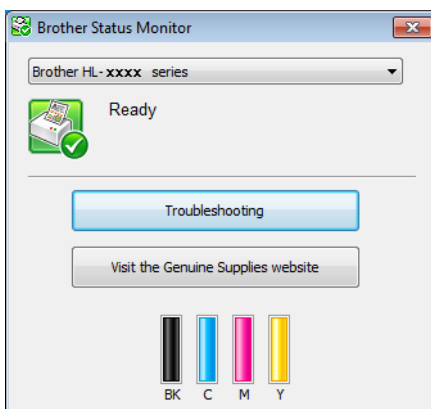 Brother Status Monitor
Brother HL-xxxx series
Ready
Troubleshooting
Visit the Genuine Supplies website
BK C M Y